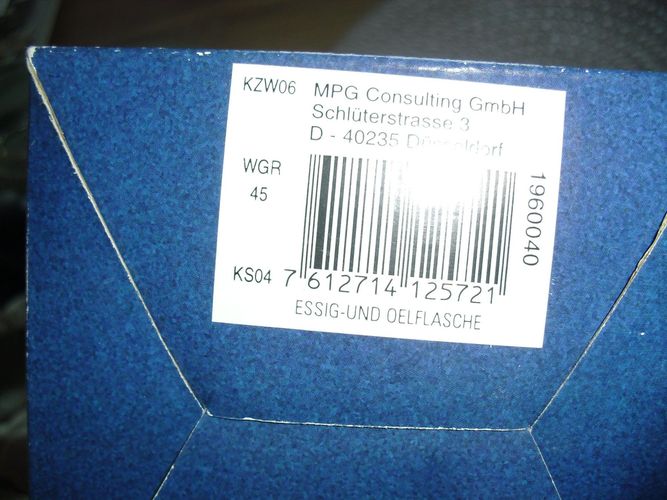 KZW06 MPG Consulting GmbH
Schlüterstrasse 3
D - 40235 Düsseldorf
WGR
45
1960040
KS04 7 612714 125721
ESSIG-UND OELFLASCHE